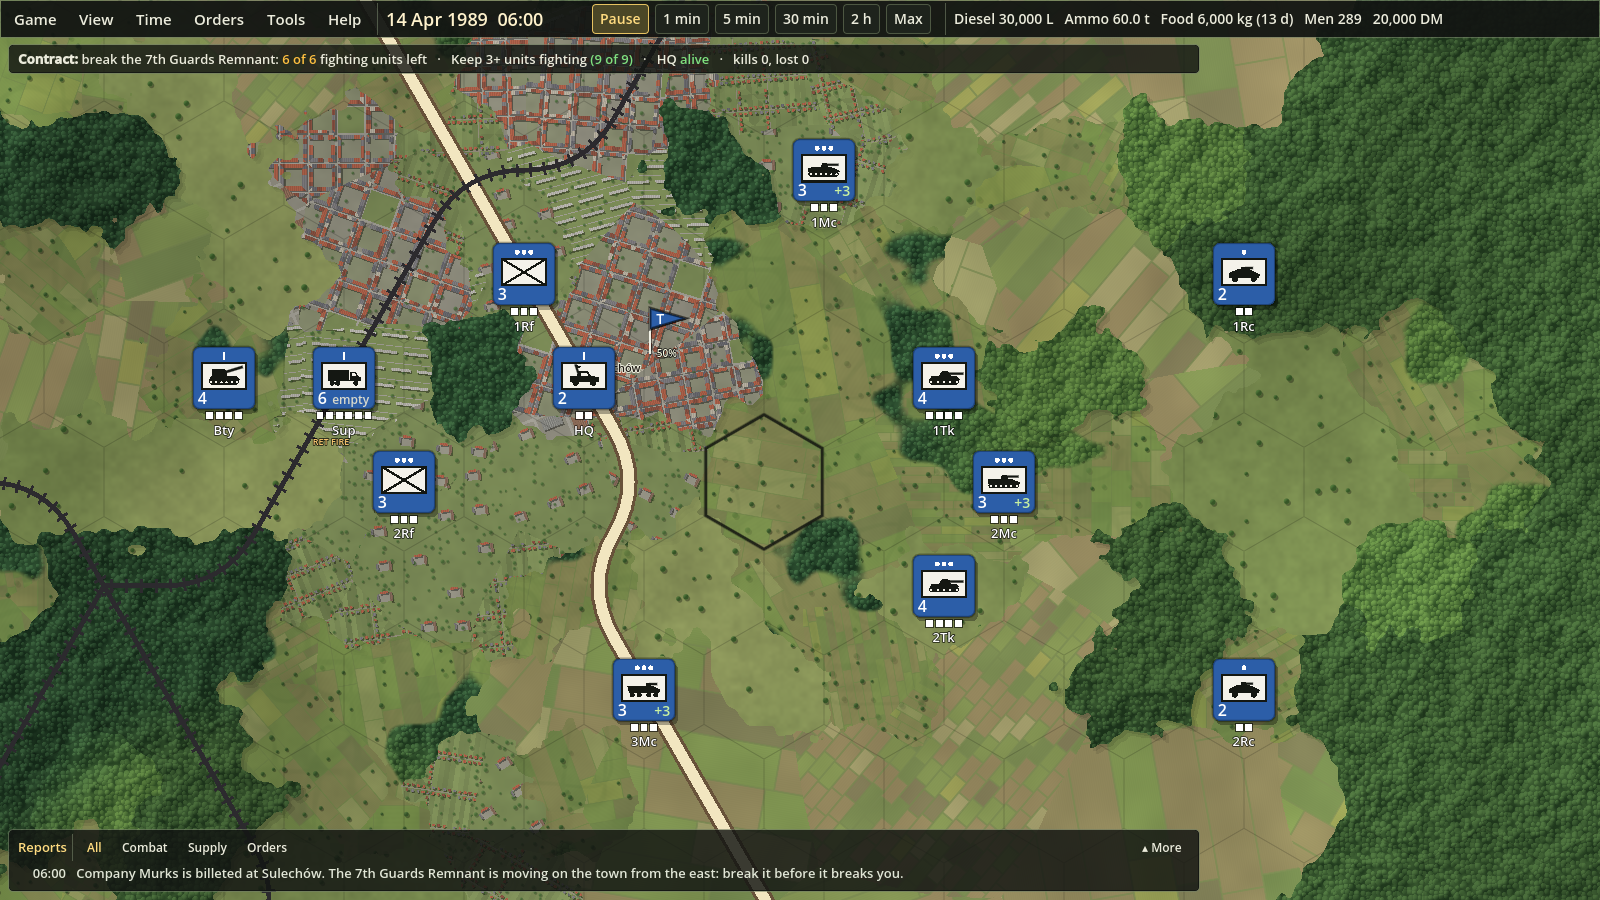 Game View Time Orders Tools Help 14 Apr 1989 06:00 Pause 1 min 5 min 30 min 2 h Max Diesel 30,000 L Ammo 60.0 t Food 6,000 kg (13 d) Men 289 20,000 DM
Contract: break the 7th Guards Remnant: 6 of 6 fighting units left · Keep 3+ units fighting (9 of 9) · HQ alive · kills 0, lost 0
3 +3
1Mc
3
1Rf
2
1Rc
T
50%
4
Bty
6 empty
Sup
RET FIRE
2
HQ
hów
4
1Tk
3
2Rf
3 +3
2Mc
4
2Tk
3 +3
3Mc
2
2Rc
Reports All Combat Supply Orders ▴ More
06:00 Company Murks is billeted at Sulechów. The 7th Guards Remnant is moving on the town from the east: break it before it breaks you.